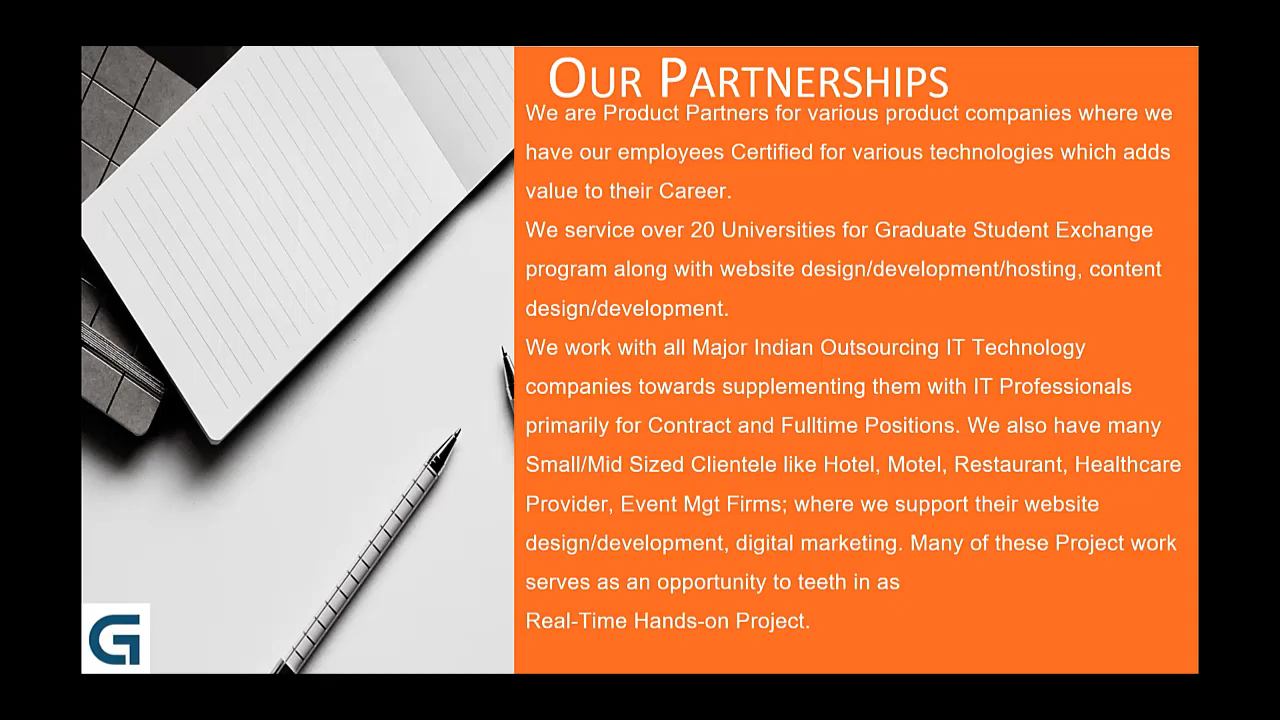 Our Partnerships
We are Product Partners for various product companies where we
have our employees Certified for various technologies which adds
value to their Career.
We service over 20 Universities for Graduate Student Exchange
program along with website design/development/hosting, content
design/development.
We work with all Major Indian Outsourcing IT Technology
companies towards supplementing them with IT Professionals
primarily for Contract and Fulltime Positions. We also have many
Small/Mid Sized Clientele like Hotel, Motel, Restaurant, Healthcare
Provider, Event Mgt Firms; where we support their website
design/development, digital marketing. Many of these Project work
serves as an opportunity to teeth in as
Real-Time Hands-on Project.